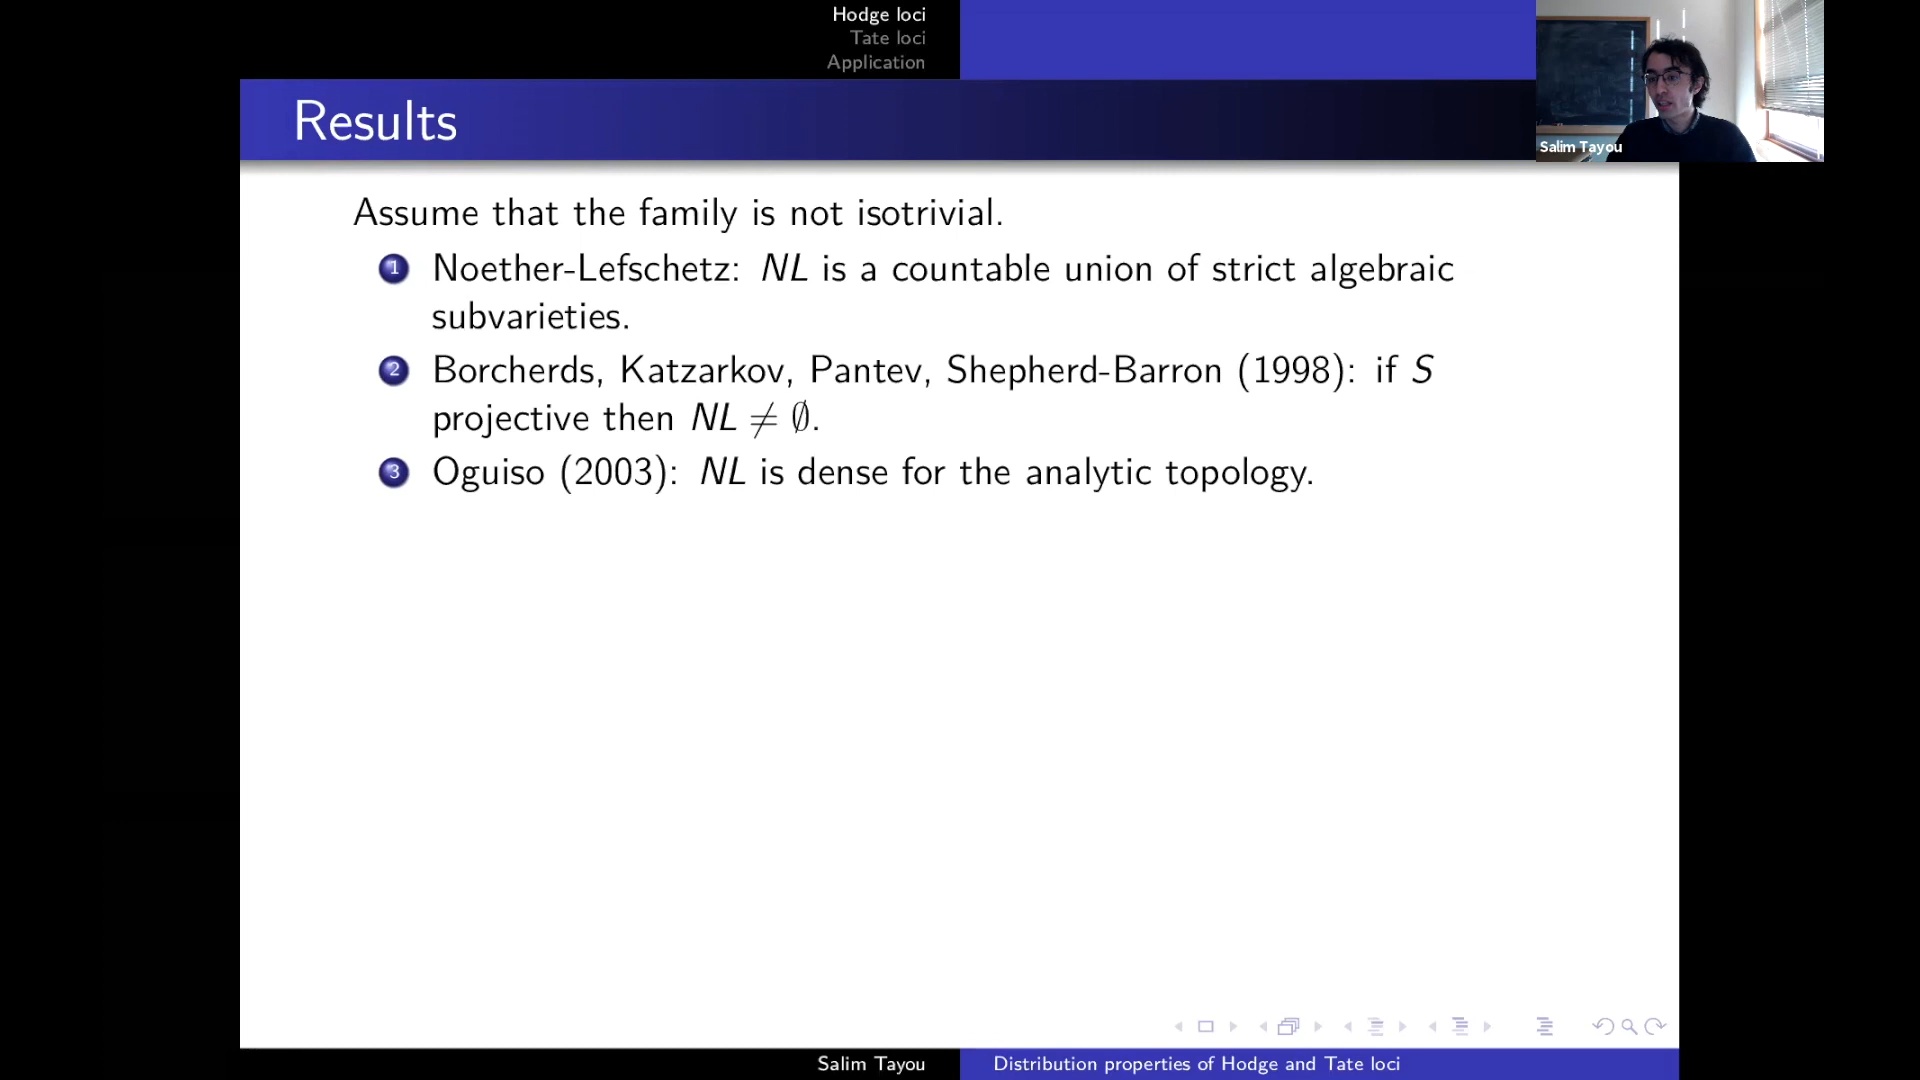 Hodge loci
Tate loci
Application
Results
Salim Tayou
Assume that the family is not isotrivial.
1 Noether-Lefschetz: NL is a countable union of strict algebraic
subvarieties.
2 Borcherds, Katzarkov, Pantev, Shepherd-Barron (1998): if S
projective then NL ≠ ∅.
3 Oguiso (2003): NL is dense for the analytic topology.
Salim Tayou
Distribution properties of Hodge and Tate loci